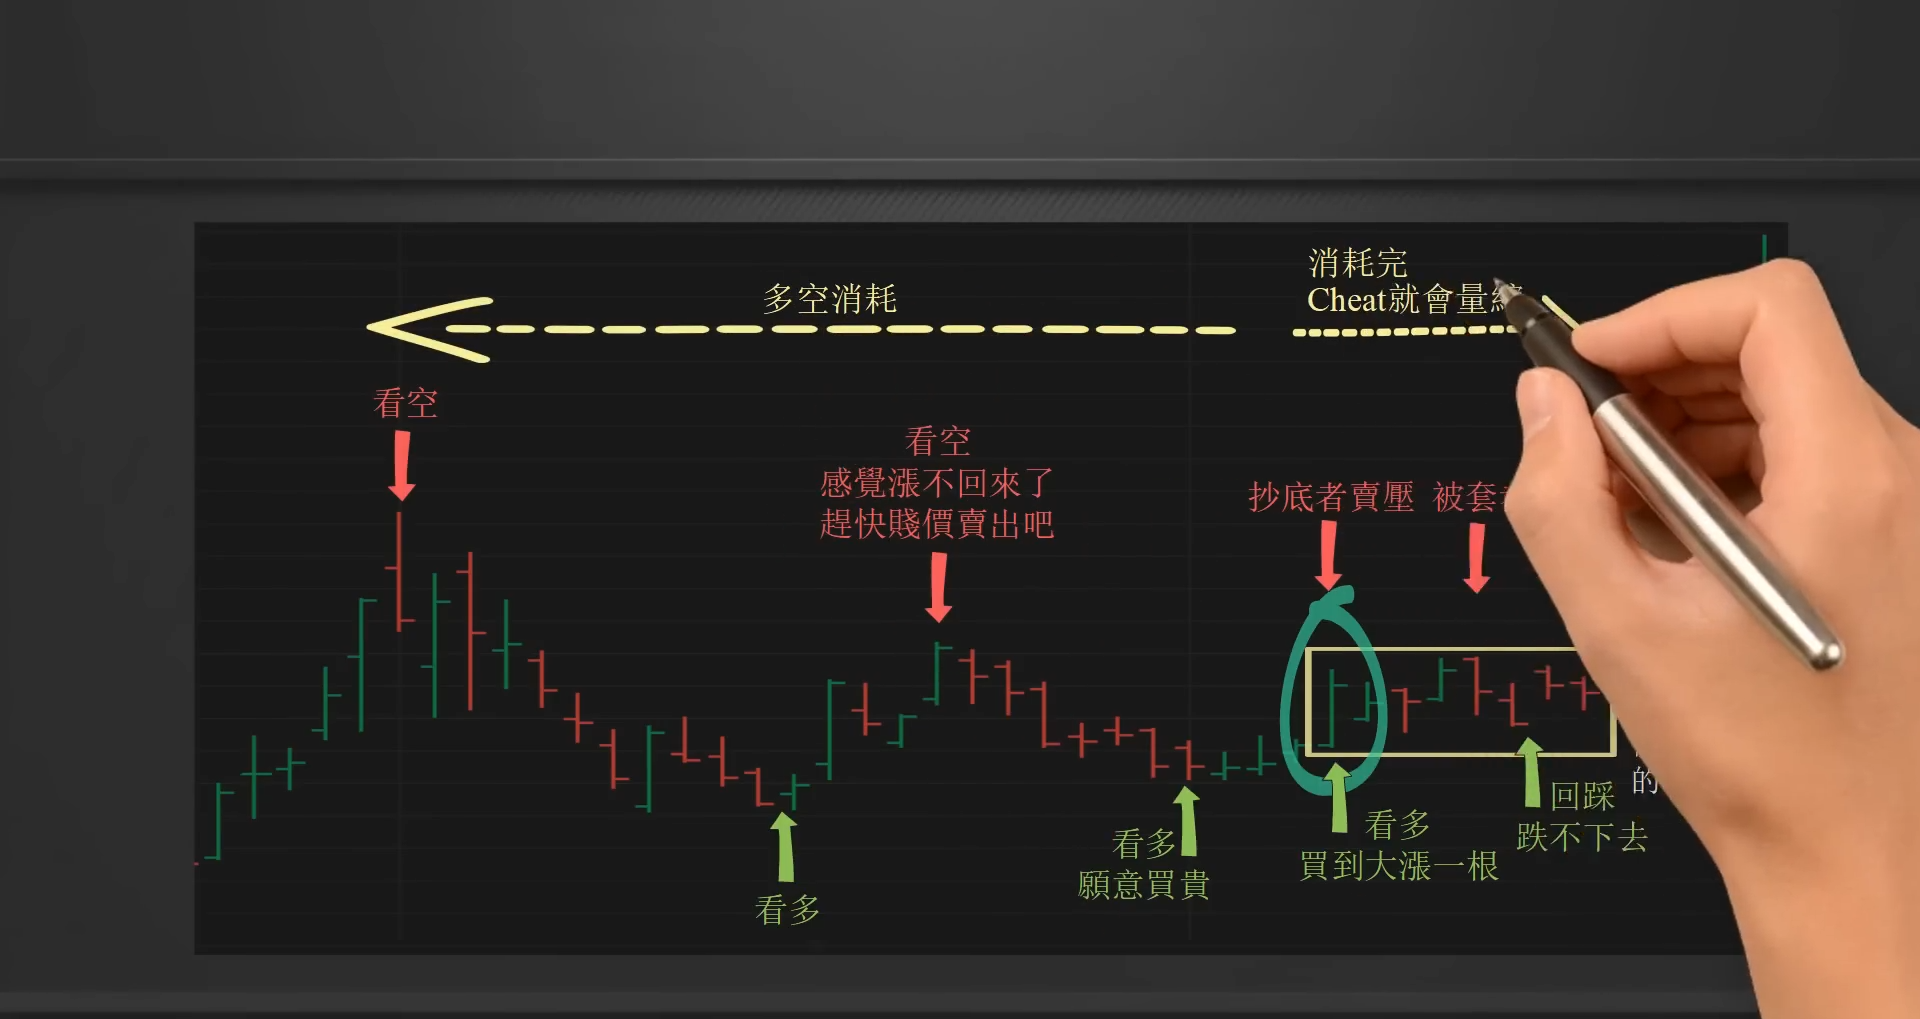 多空消耗
消耗完
Cheat就會量縮
看空
看空
感覺漲不回來了
趕快賤價賣出吧
抄底者賣壓
被套
看多
看多
願意買貴
看多
買到大漲一根
回踩
跌不下去
的